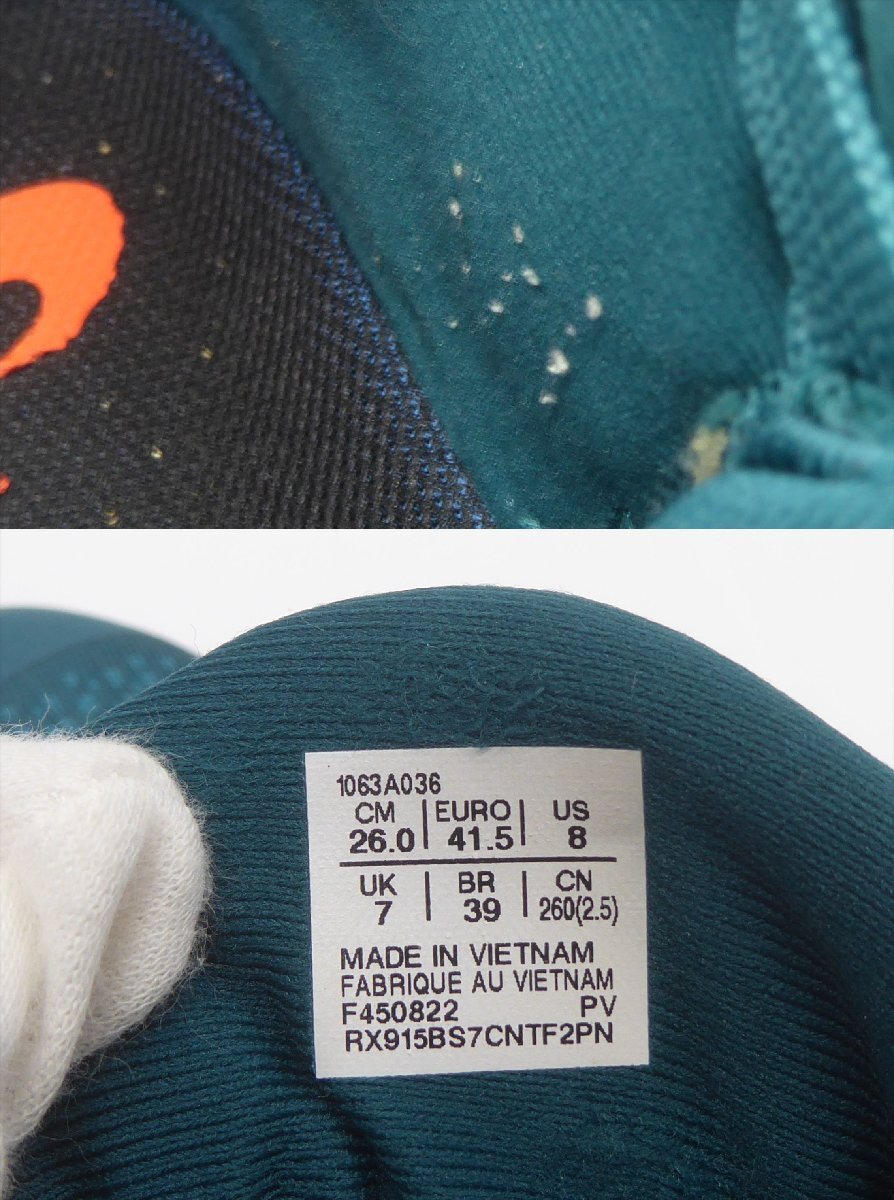 1063A036
CM EURO US
26.0 41.5 8
UK BR CN
7 39 260(2.5)
MADE IN VIETNAM
FABRIQUE AU VIETNAM
F450822 PV
RX915BS7CNTF2PN